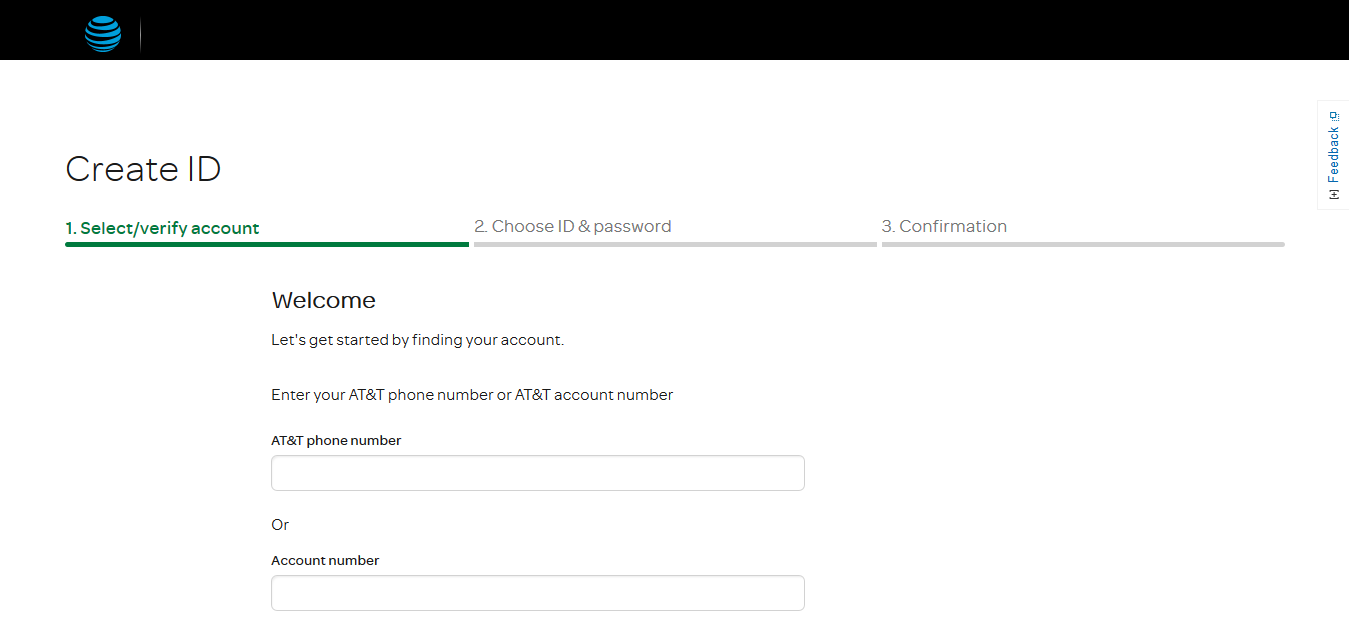 Feedback
Create ID
1. Select/verify account
2. Choose ID & password
3. Confirmation
Welcome
Let's get started by finding your account.
Enter your AT&T phone number or AT&T account number
AT&T phone number
Or
Account number